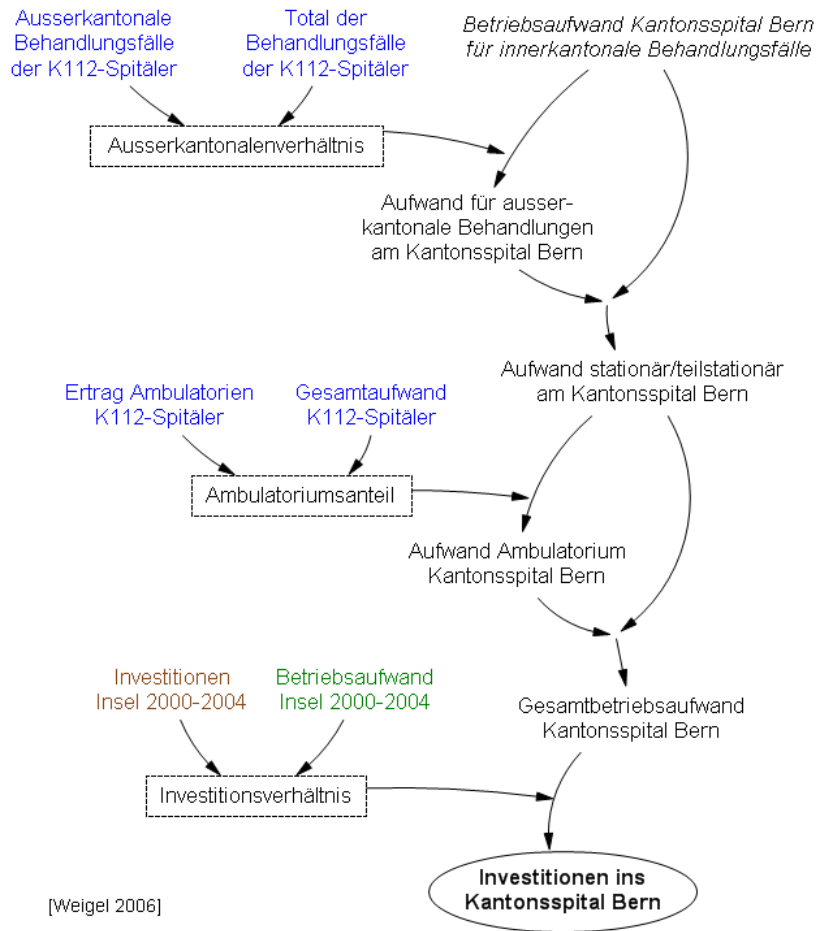 Ausserkantonale
Behandlungsfälle
der K112-Spitäler
Total der
Behandlungsfälle
der K112-Spitäler
Betriebsaufwand Kantonsspital Bern
für innerkantonale Behandlungsfälle
Ausserkantonalenverhältnis
Aufwand für ausser-
kantonale Behandlungen
am Kantonsspital Bern
Aufwand stationär/teilstationär
am Kantonsspital Bern
Ertrag Ambulatorien
K112-Spitäler
Gesamtaufwand
K112-Spitäler
Ambulatoriumsanteil
Aufwand Ambulatorium
Kantonsspital Bern
Investitionen
Insel 2000-2004
Betriebsaufwand
Insel 2000-2004
Gesamtbetriebsaufwand
Kantonsspital Bern
Investitionsverhältnis
Investitionen ins
Kantonsspital Bern
[Weigel 2006]